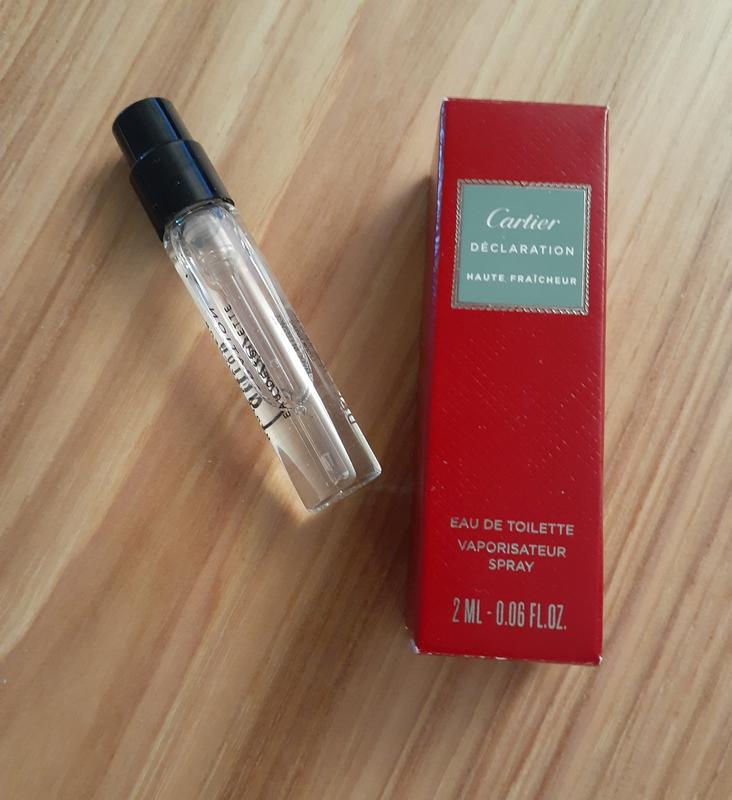 Cartier
DÉCLARATION
HAUTE FRAÎCHEUR
EAU DE TOILETTE
VAPORISATEUR
SPRAY
2 ML - 0.06 FL.OZ.